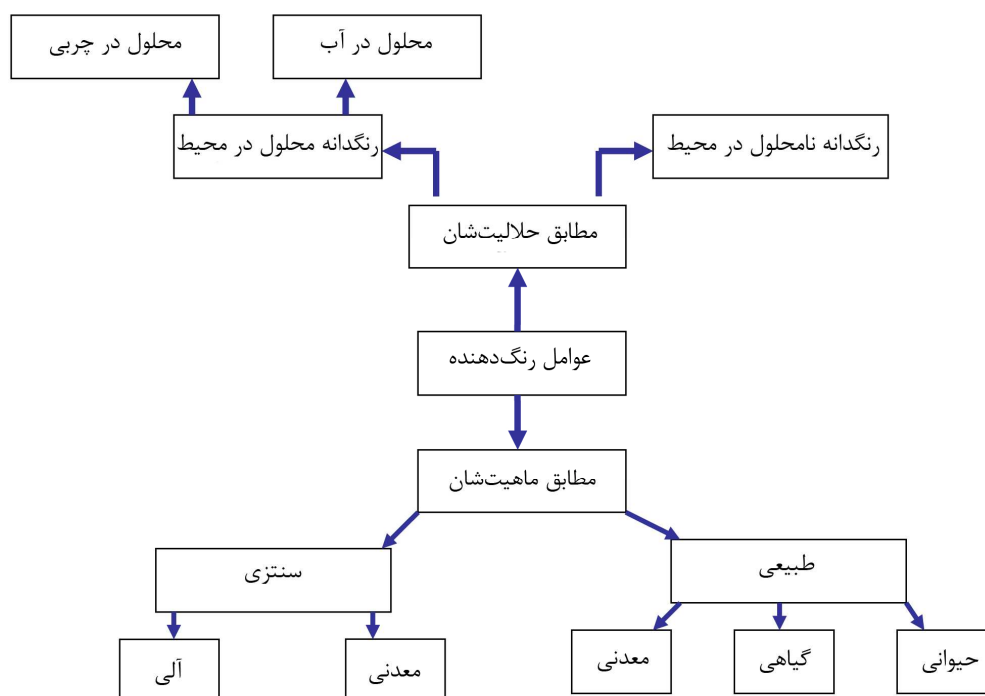 محلول در آب
محلول در چربی
رنگدانه نامحلول در محیط
رنگدانه محلول در محیط
مطابق حلالیت‌شان
عوامل رنگ‌دهنده
مطابق ماهیت‌شان
طبیعی
سنتزی
حیوانی
گیاهی
معدنی
معدنی
آلی